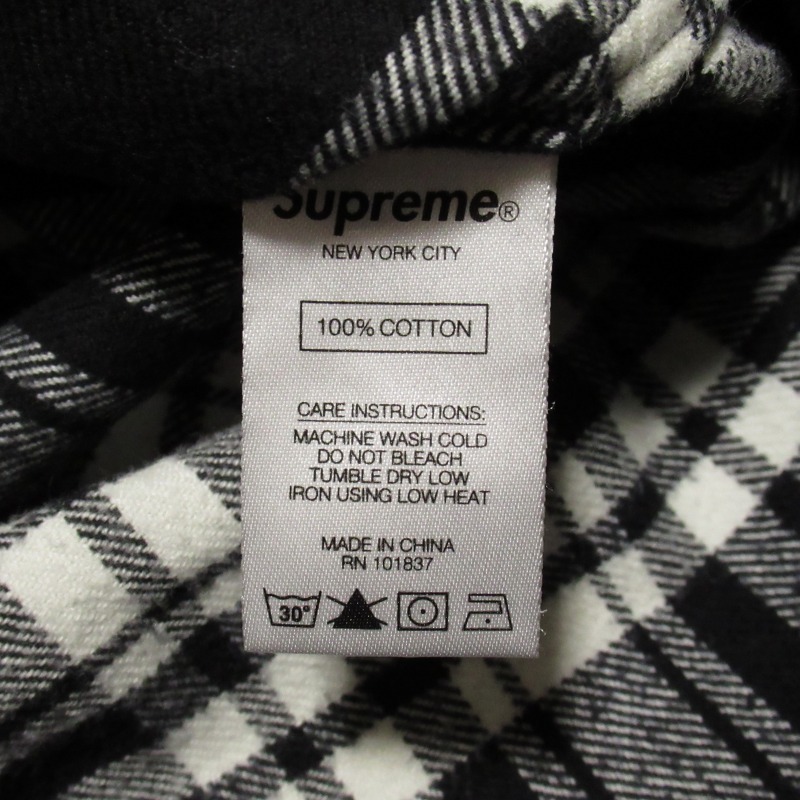 Supreme®
NEW YORK CITY
100% COTTON
CARE INSTRUCTIONS:
MACHINE WASH COLD
DO NOT BLEACH
TUMBLE DRY LOW
IRON USING LOW HEAT
MADE IN CHINA
RN 101837
30°